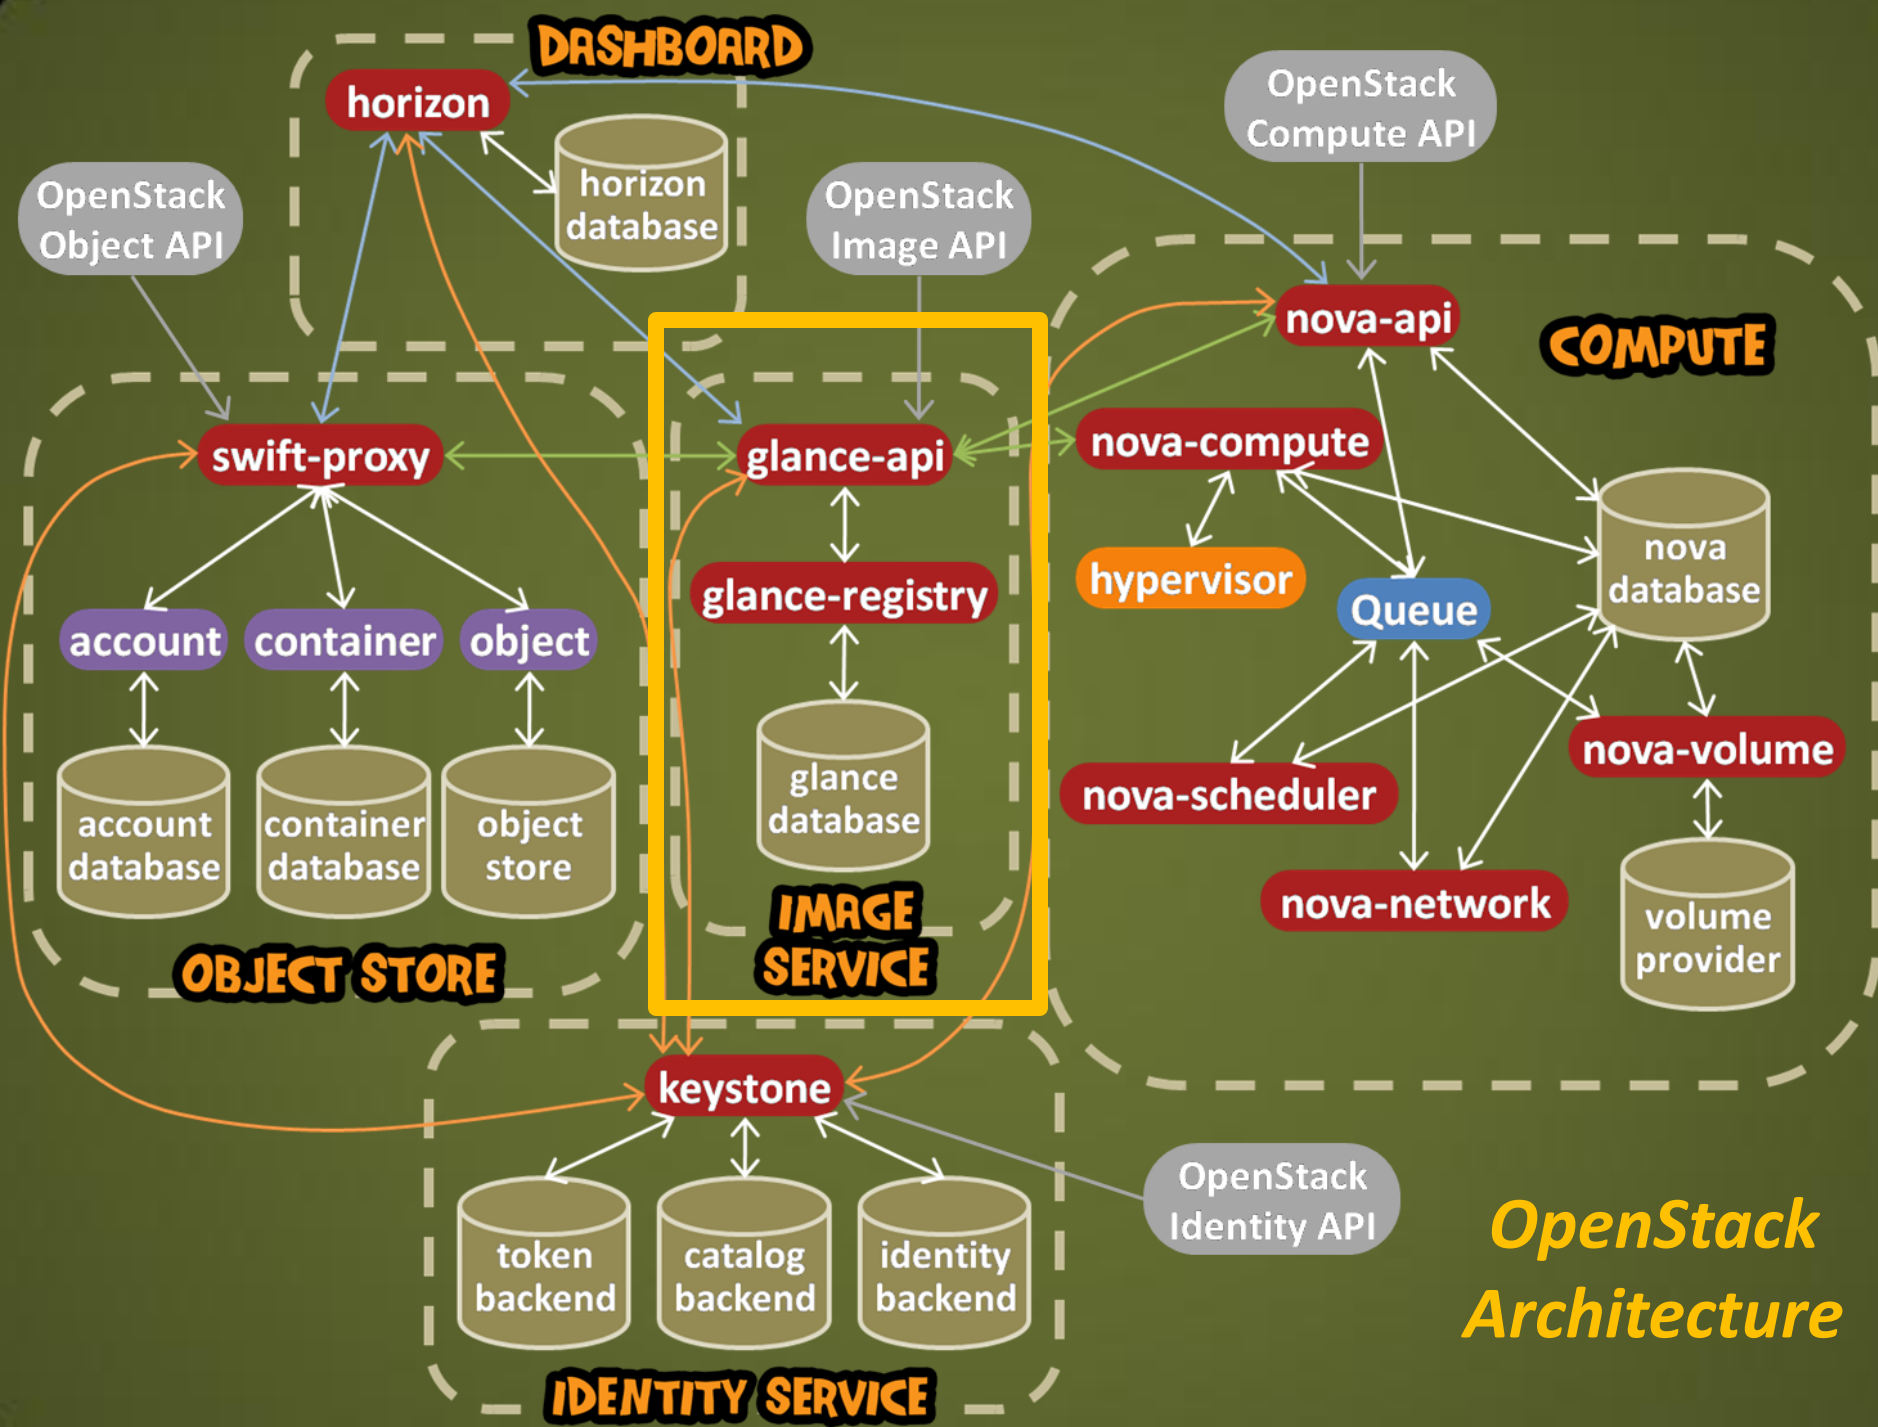 DASHBOARD
horizon
horizon
database
OpenStack
Object API
OpenStack
Image API
OpenStack
Compute API
swift-proxy
account
container
object
account
database
container
database
object
store
OBJECT STORE
glance-api
glance-registry
glance
database
IMAGE
SERVICE
nova-api
COMPUTE
nova-compute
hypervisor
Queue
nova
database
nova-scheduler
nova-volume
nova-network
volume
provider
keystone
token
backend
catalog
backend
identity
backend
IDENTITY SERVICE
OpenStack
Identity API
OpenStack
Architecture